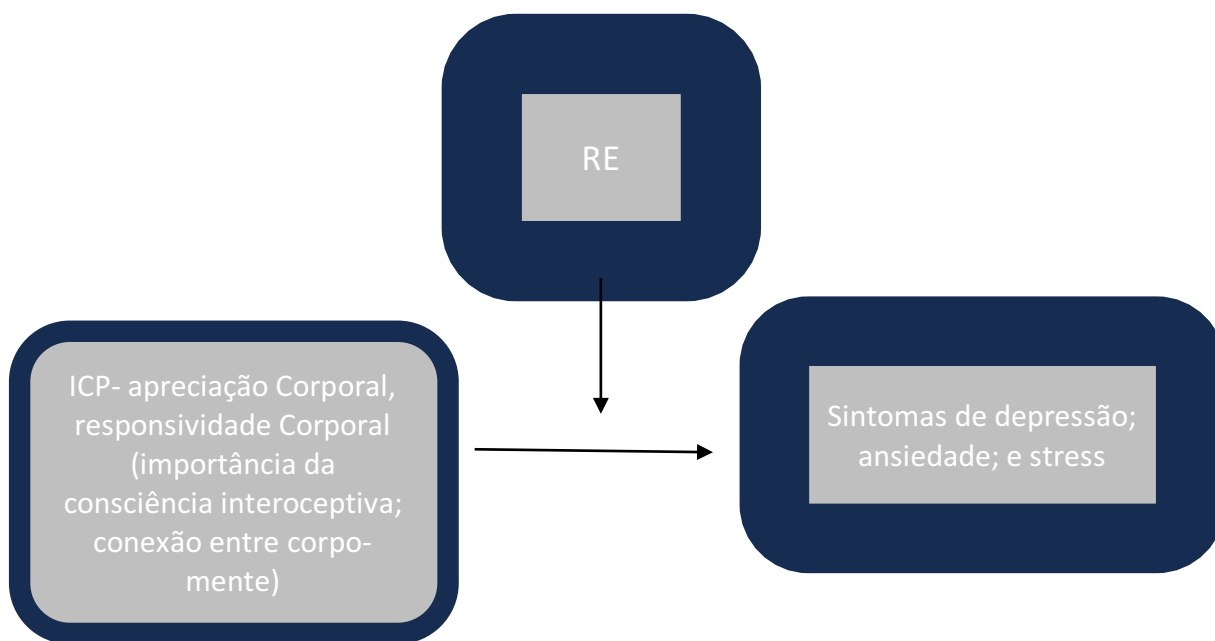 RE
ICP- apreciação Corporal,
responsividade Corporal
(importância da
consciência interoceptiva;
conexão entre corpo-
mente)
Sintomas de depressão;
ansiedade; e stress